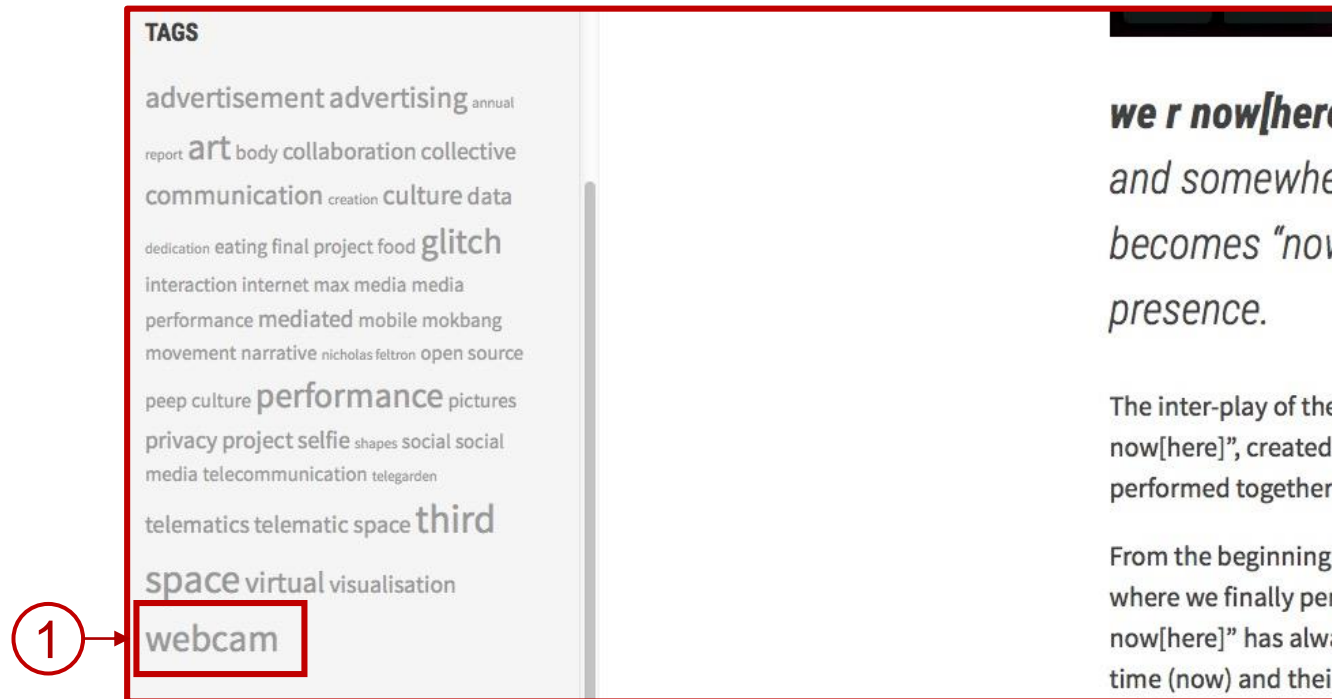 TAGS
advertisement advertising annual
report art body collaboration collective
communication creation culture data
dedication eating final project food glitch
interaction internet max media media
performance mediated mobile mokbang
movement narrative nicholas feltron open source
peep culture performance pictures
privacy project selfie shapes social social
media telecommunication telegarden
telematics telematic space third
space virtual visualisation
webcam
1
we r now[her
and somewhe
becomes "no
presence.
The inter-play of the
now[here]", created
performed together
From the beginning
where we finally per
now[here]" has alw
time (now) and thei